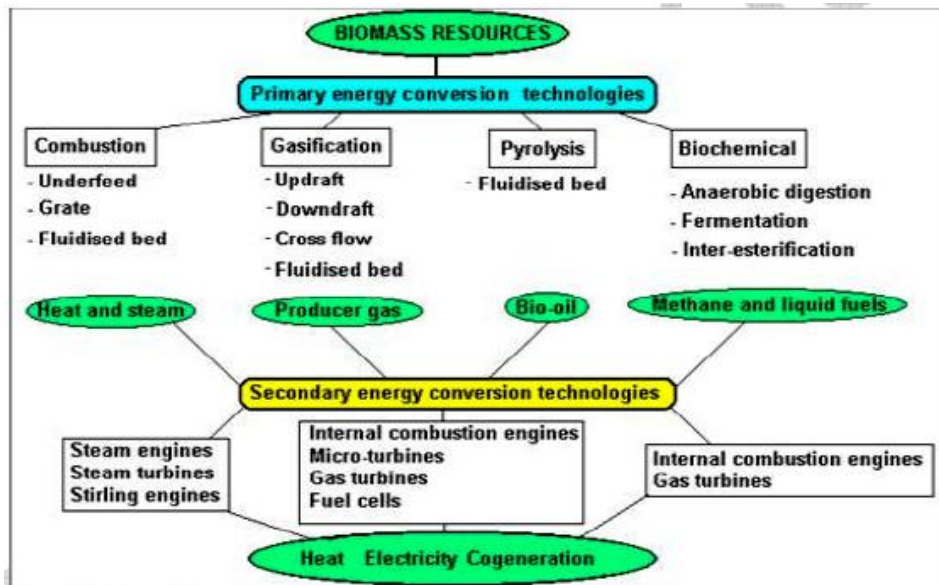 BIOMASS RESOURCES
Primary energy conversion technologies
Combustion
- Underfeed
- Grate
- Fluidised bed
Gasification
- Updraft
- Downdraft
- Cross flow
- Fluidised bed
Pyrolysis
- Fluidised bed
Biochemical
- Anaerobic digestion
- Fermentation
- Inter-esterification
Heat and steam
Producer gas
Bio-oil
Methane and liquid fuels
Secondary energy conversion technologies
Steam engines
Steam turbines
Stirling engines
Internal combustion engines
Micro-turbines
Gas turbines
Fuel cells
Internal combustion engines
Gas turbines
Heat Electricity Cogeneration